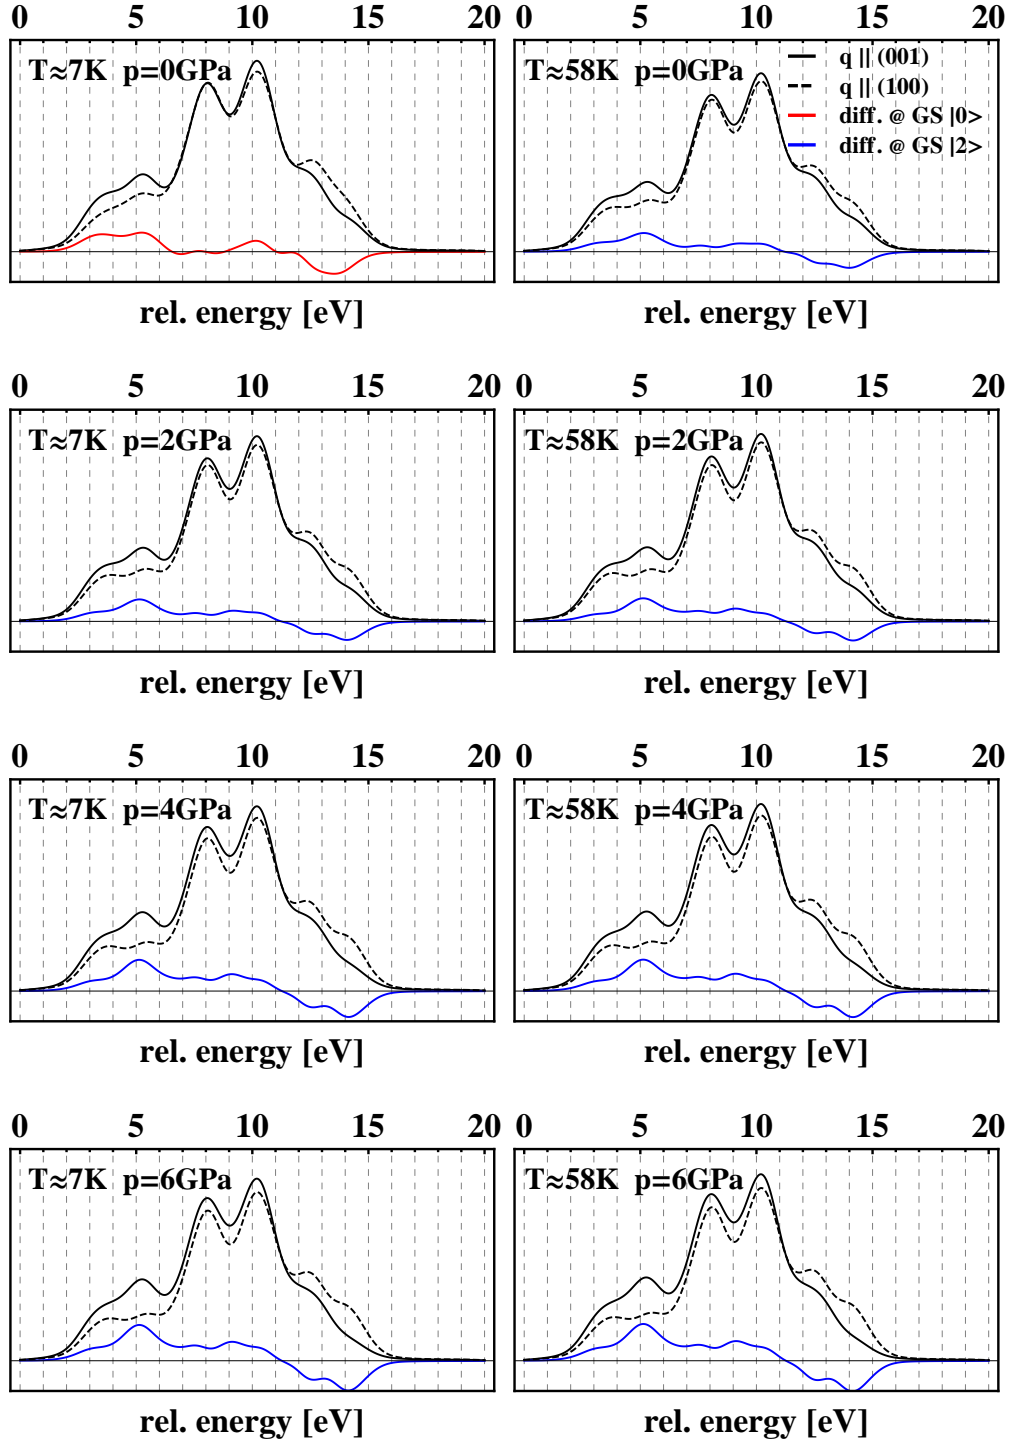 0 5 10 15 20 0 5 10 15 20
T≈7K p=0GPa
T≈58K p=0GPa
q || (001)
q || (100)
diff. @ GS |0>
diff. @ GS |2>
rel. energy [eV] rel. energy [eV]
0 5 10 15 20 0 5 10 15 20
T≈7K p=2GPa
T≈58K p=2GPa
rel. energy [eV] rel. energy [eV]
0 5 10 15 20 0 5 10 15 20
T≈7K p=4GPa
T≈58K p=4GPa
rel. energy [eV] rel. energy [eV]
0 5 10 15 20 0 5 10 15 20
T≈7K p=6GPa
T≈58K p=6GPa
rel. energy [eV] rel. energy [eV]